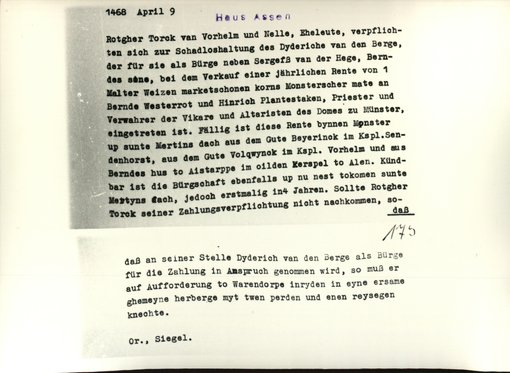 1468 April 9
Haus Assen
Rotgher Torok van Vorhelm und Nelle, Eheleute, verpflich-
ten sich zur Schadloshaltung des Dyderiche van den Berge,
der für sie als Bürge neben Sergefß van der Hege, Bern-
des söne, bei dem Verkauf einer jährlichen Rente von 1
Malter Weizen marketschonen korns Monsterscher mate an
Bernde Westerrot und Hinrich Plantestaken, Priester und
Verwahrer der Vikare und Altaristen des Domes zu Münster,
eingetreten ist. Fällig ist diese Rente bynnen Monster
up sunte Mertins dach aus dem Gute Beyerinck im Kspl.Sen-
denhorst, aus dem Gute Volqwynck im Kspl. Vorhelm und aus
Berndes hus to Aistarppe im oilden Kerspel to Alen. Künd-
bar ist die Bürgschaft ebenfalls up nu nest tokomen sunte
Mertyns dach, jedoch erstmalig in4 Jahren. Sollte Rotgher
Torok seiner Zahlungsverpflichtung nicht nachkommen, so-
daß
179
daß an seiner Stelle Dyderich van den Berge als Bürge
für die Zahlung in Anspruch genommen wird, so muß er
auf Aufforderung to Warendorpe inryden in eyne ersame
ghemeyne herberge myt twen perden und enen reysegen
knechte.
Or., Siegel.